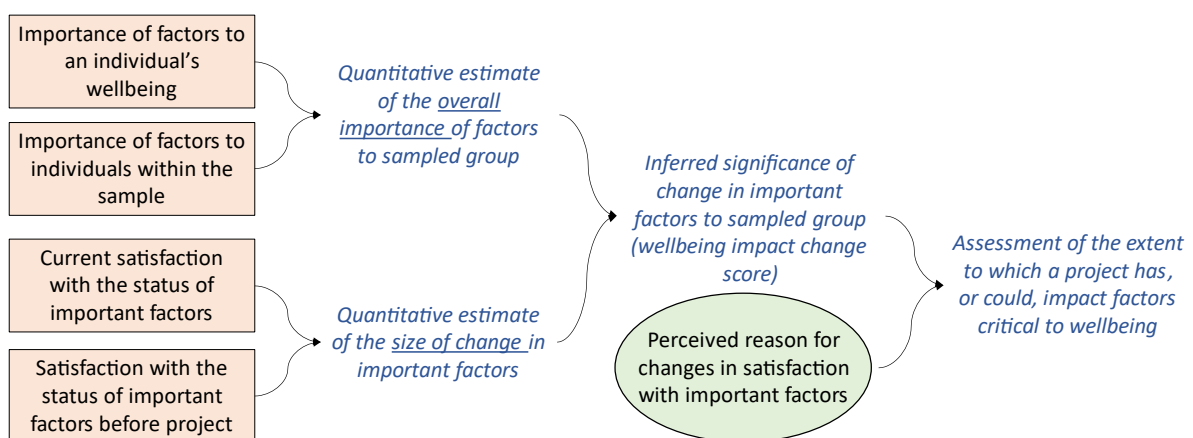 Importance of factors to
an individual's
wellbeing
Importance of factors to
individuals within the
sample
Current satisfaction
with the status of
important factors
Satisfaction with the
status of important
factors before project
Quantitative estimate
of the overall
importance of factors
to sampled group
Quantitative estimate
of the size of change in
important factors
Inferred significance of
change in important
factors to sampled group
(wellbeing impact change
score)
Perceived reason for
changes in satisfaction
with important factors
Assessment of the extent
to which a project has,
or could, impact factors
critical to wellbeing